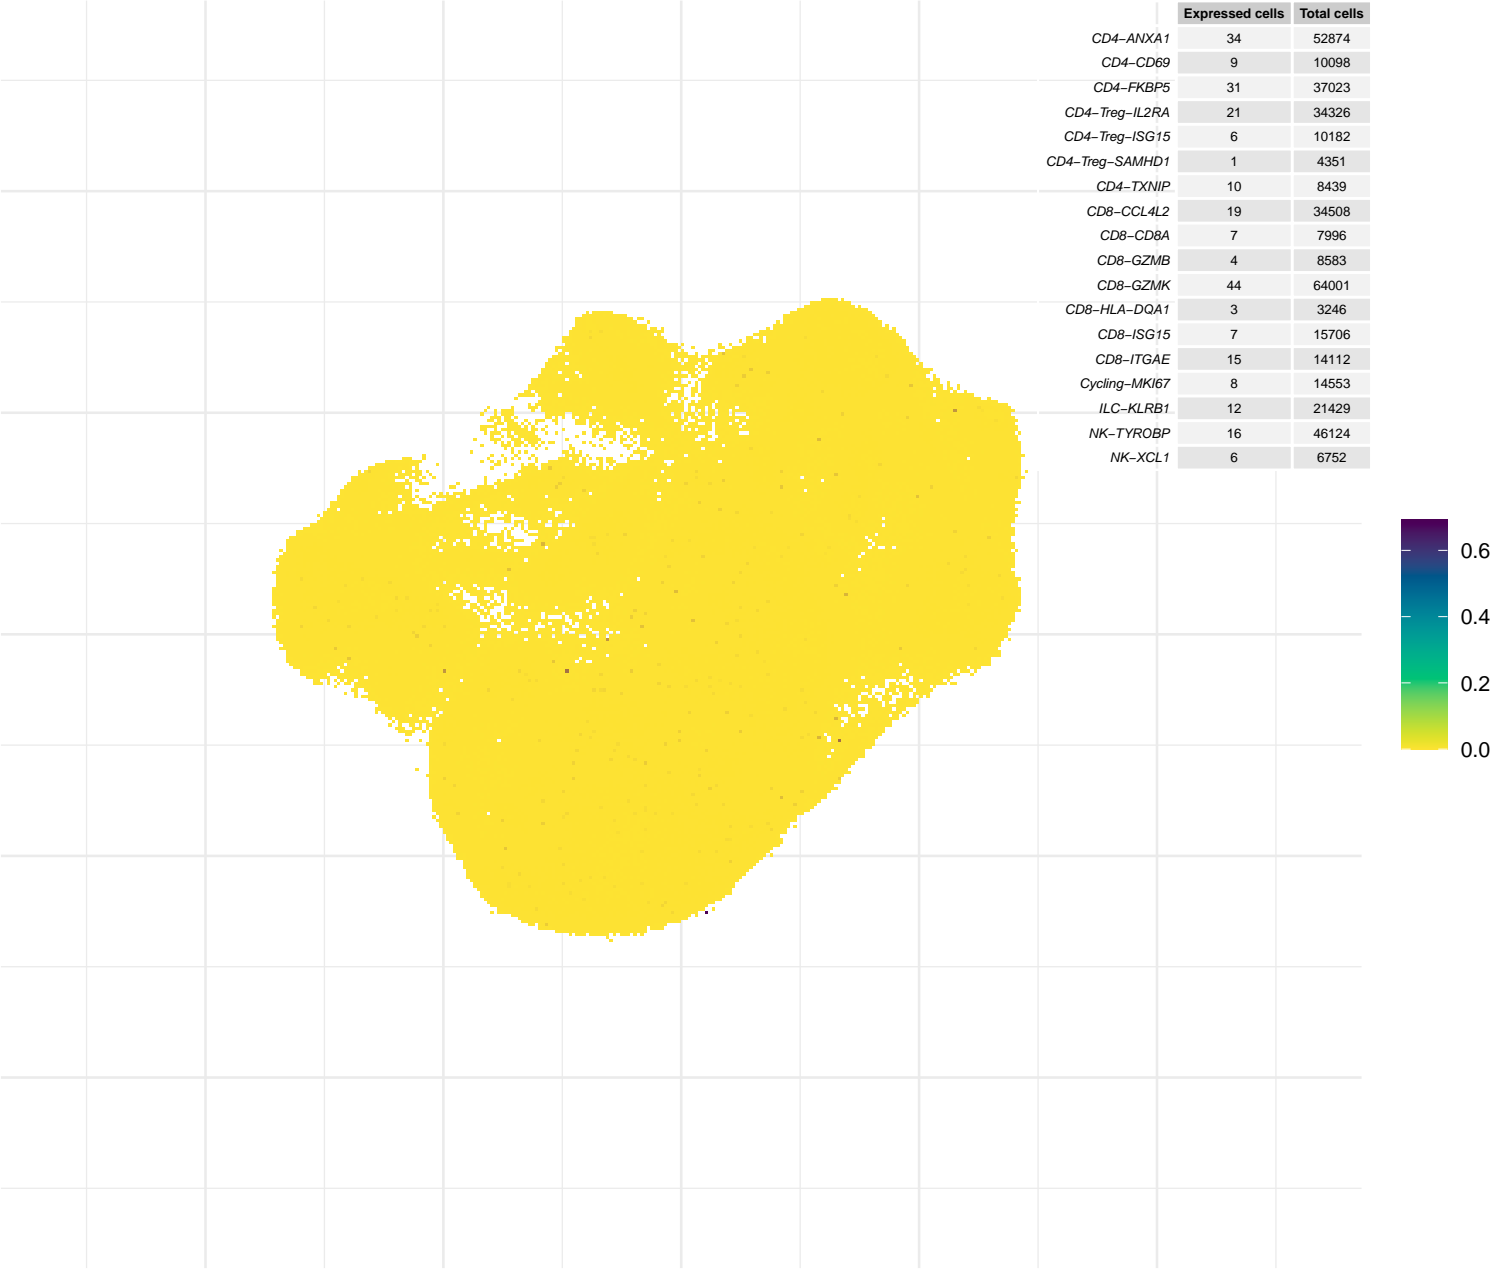 Expressed cells Total cells
CD4−ANXA1 34 52874
CD4−CD69 9 10098
CD4−FKBP5 31 37023
CD4−Treg−IL2RA 21 34326
CD4−Treg−ISG15 6 10182
CD4−Treg−SAMHD1 1 4351
CD4−TXNIP 10 8439
CD8−CCL4L2 19 34508
CD8−CD8A 7 7996
CD8−GZMB 4 8583
CD8−GZMK 44 64001
CD8−HLA−DQA1 3 3246
CD8−ISG15 7 15706
CD8−ITGAE 15 14112
Cycling−MKI67 8 14553
ILC−KLRB1 12 21429
NK−TYROBP 16 46124
NK−XCL1 6 6752
0.6
0.4
0.2
0.0